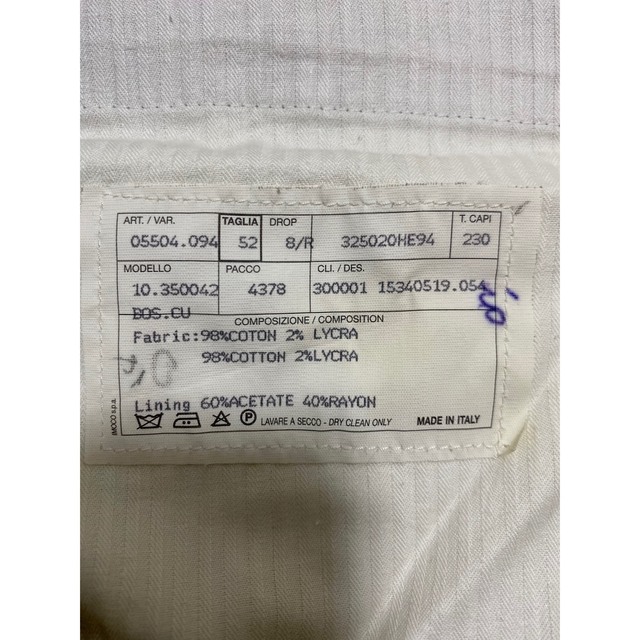 ART. / VAR. TAGLIA DROP T. CAPI
05504.094 52 8/R 325020HE94 230
MODELLO PACCO CLI. / DES.
10.350042 4378 300001 15340519.054
BOS.CU
COMPOSIZIONE / COMPOSITION
Fabric:98%COTON 2% LYCRA
98%COTTON 2%LYCRA
Lining 60%ACETATE 40%RAYON
P LAVARE A SECCO - DRY CLEAN ONLY MADE IN ITALY
IMOCO s.p.a.